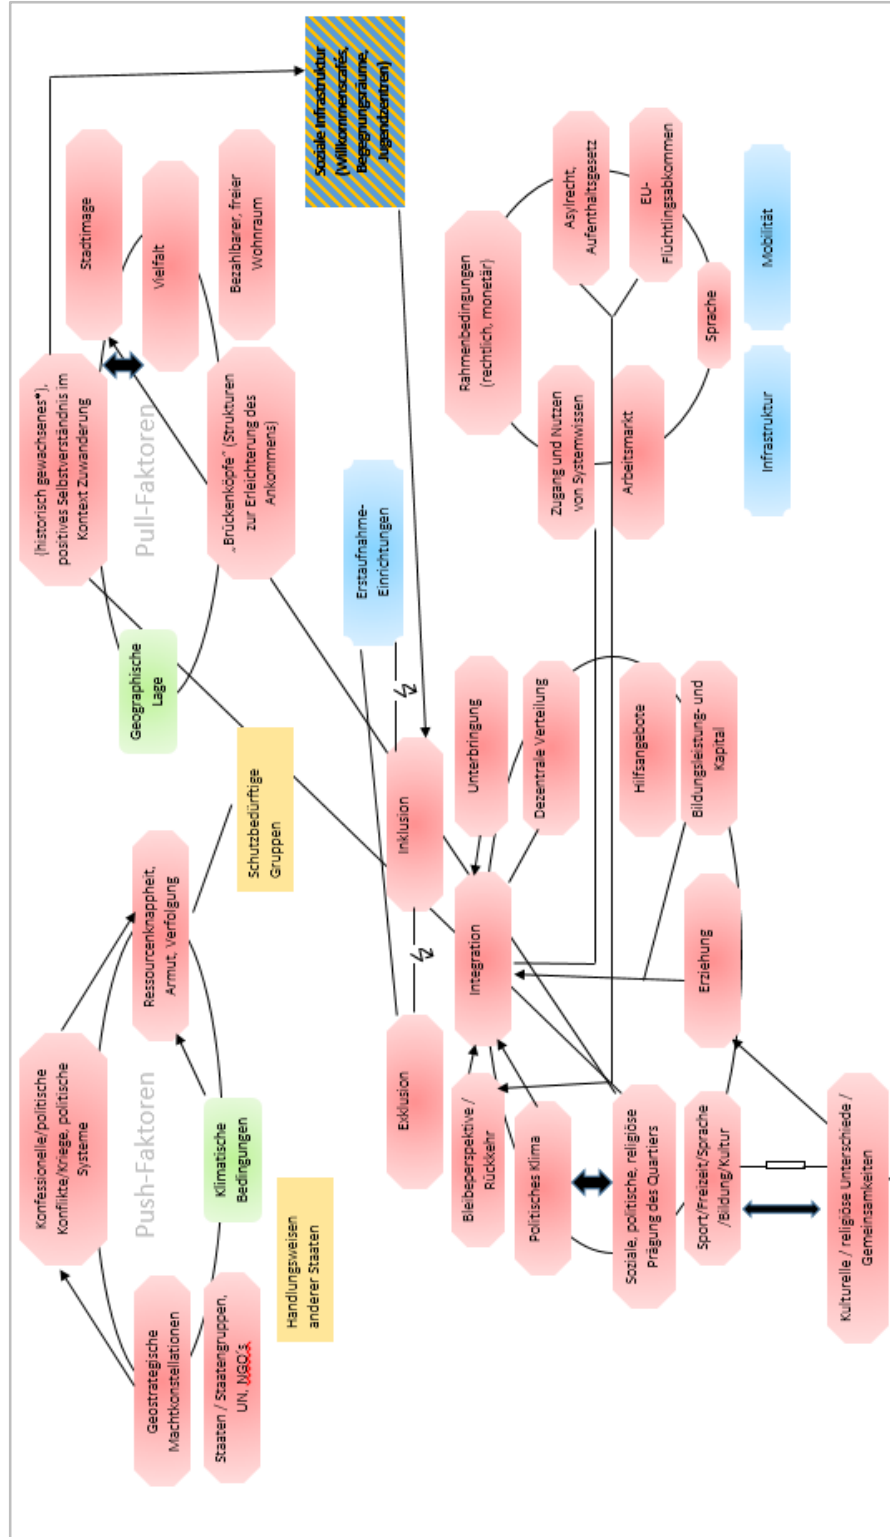 Push-Faktoren
Geostrategische
Machtkonstellationen
Konfessionelle/politische
Konflikte/Kriege, politische
Systeme
Ressourcenknappheit,
Armut, Verfolgung
Klimatische
Bedingungen
Staaten / Staatengruppen,
UN, NGO´s
Handlungsweisen
anderer Staaten
Schutzbedürftige
Gruppen
Pull-Faktoren
Geographische
Lage
(historisch gewachsenes*),
positives Selbstverständnis im
Kontext Zuwanderung
Stadtimage
Vielfalt
„Brückenköpfe“ (Strukturen
zur Erleichterung des
Ankommens)
Bezahlbarer, freier
Wohnraum
Soziale Infrastruktur
(Willkommenscafés,
Begegnungsräume,
Jugendzentren)
Erstaufnahme-
Einrichtungen
Exklusion
Inklusion
Integration
Bleibeperspektive /
Rückkehr
Politisches Klima
Soziale, politische, religiöse
Prägung des Quartiers
Sport/Freizeit/Sprache
/Bildung/Kultur
Kulturelle / religiöse Unterschiede /
Gemeinsamkeiten
Erziehung
Unterbringung
Dezentrale Verteilung
Hilfsangebote
Bildungsleistung- und
Kapital
Rahmenbedingungen
(rechtlich, monetär)
Zugang und Nutzen
von Systemwissen
Asylrecht,
Aufenthaltsgesetz
Arbeitsmarkt
EU-
Flüchtlingsabkommen
Sprache
Infrastruktur
Mobilität